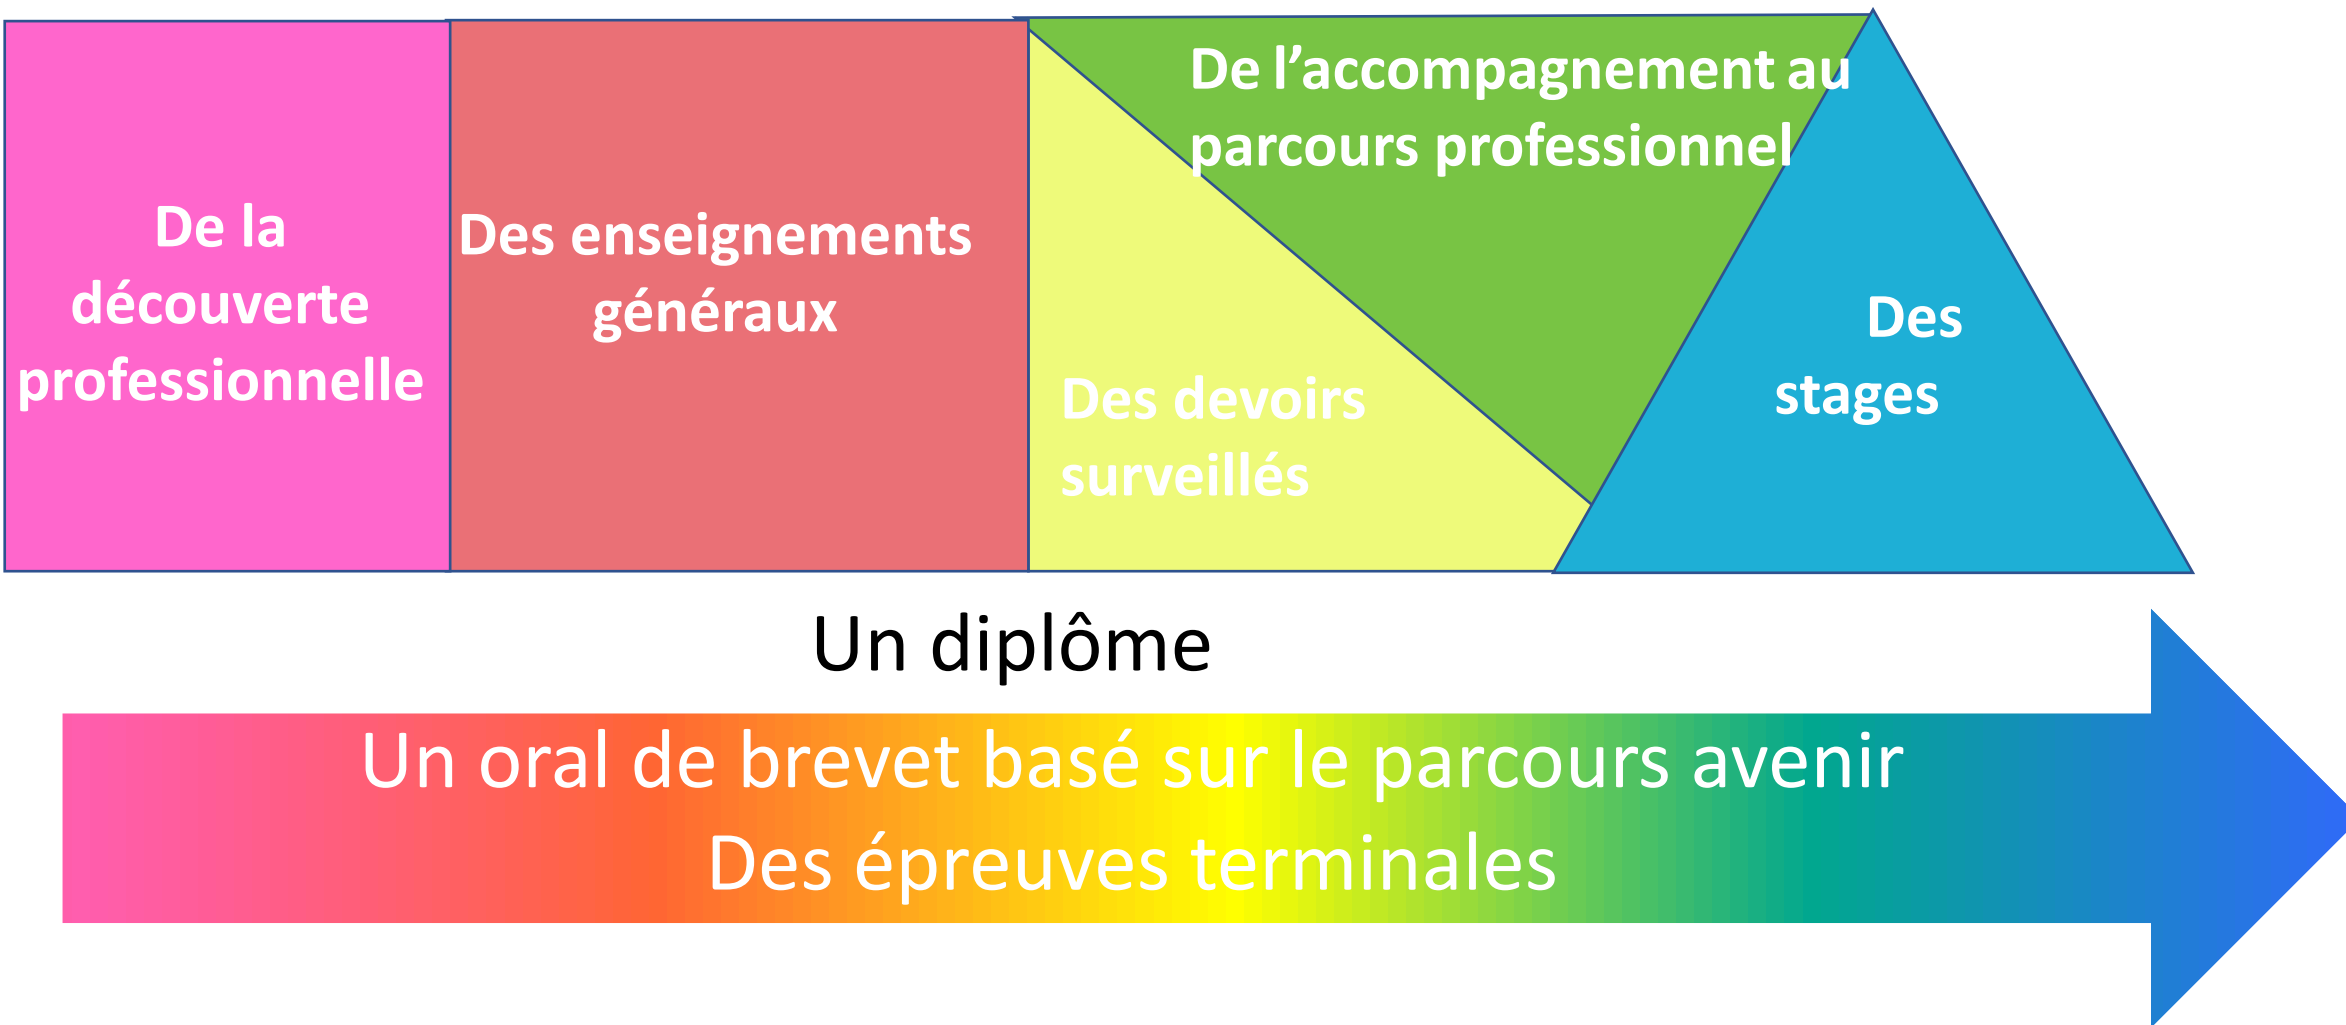 De la
découverte
professionnelle
Des enseignements
généraux
Des devoirs
surveillés
De l’accompagnement au
parcours professionnel
Des
stages
Un diplôme
Un oral de brevet basé sur le parcours avenir
Des épreuves terminales